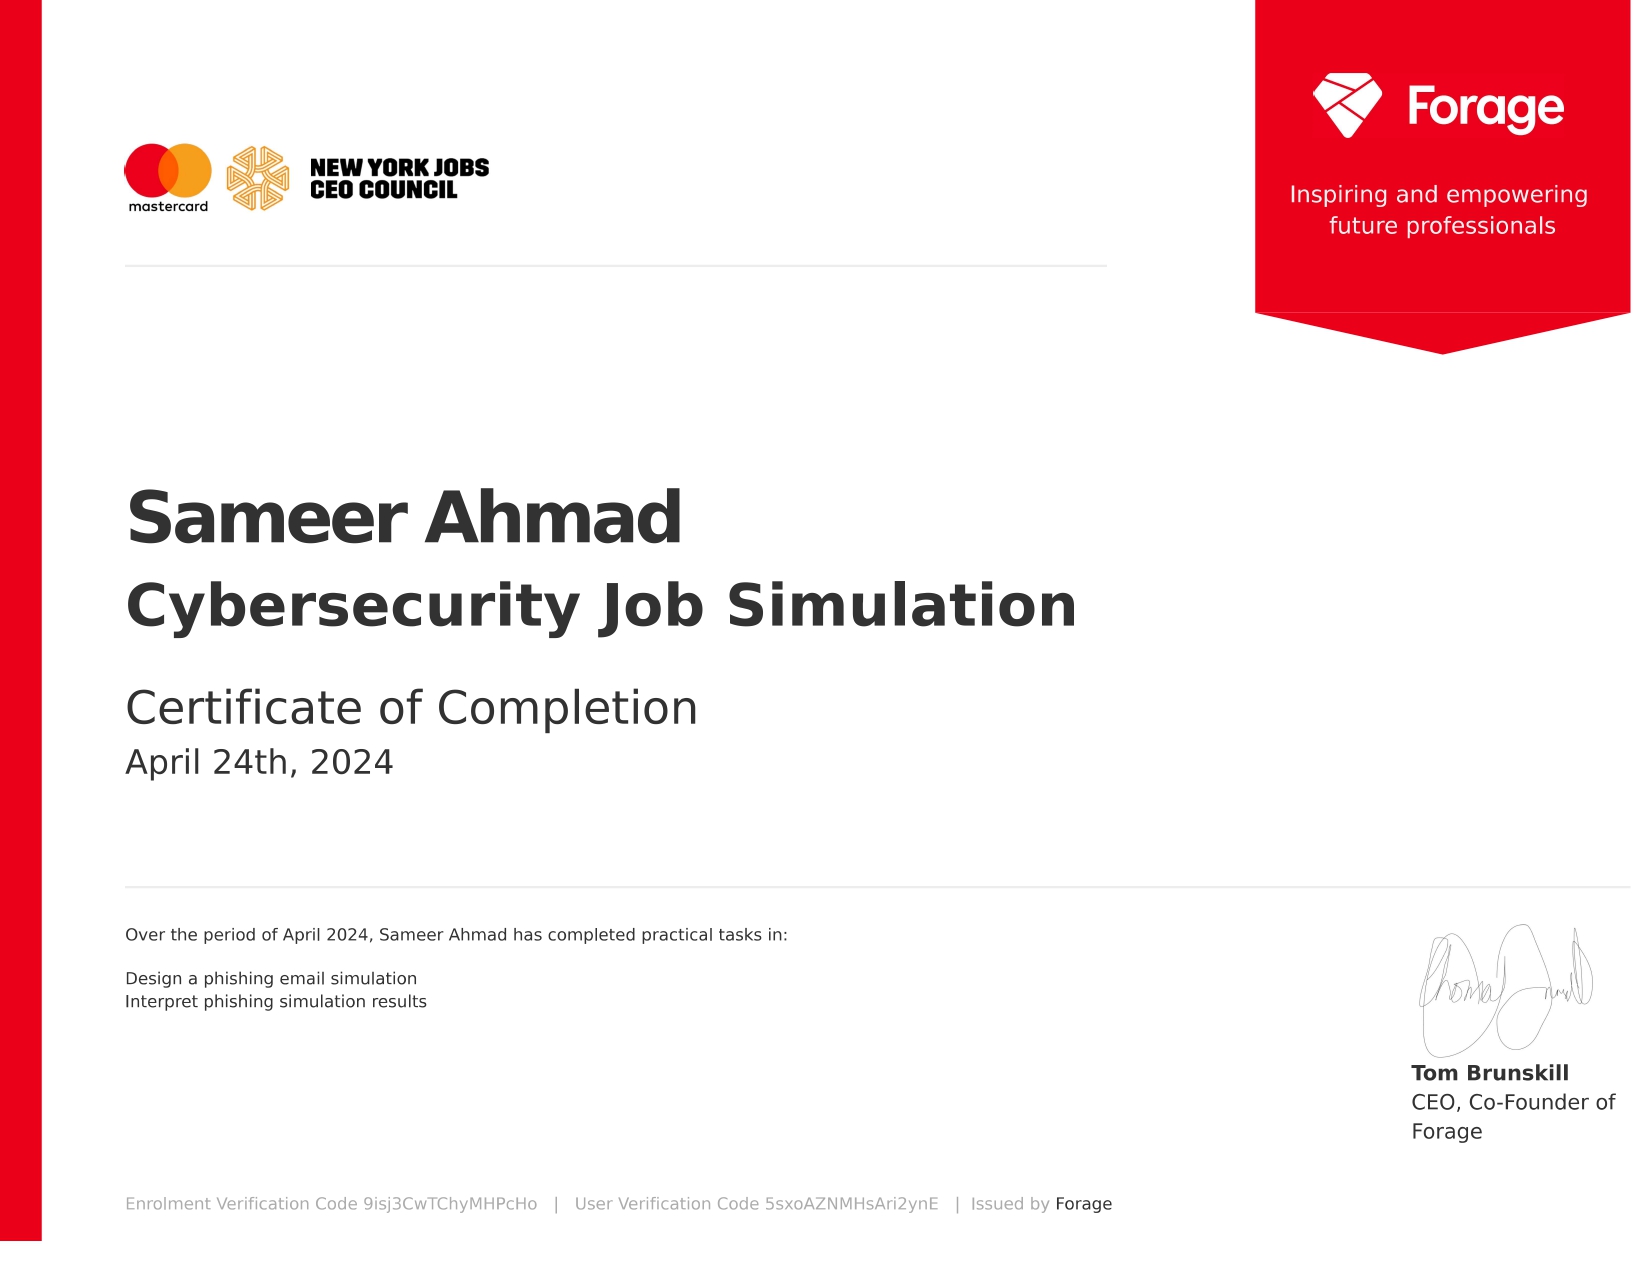 mastercard
NEW YORK JOBS
CEO COUNCIL
Forage
Inspiring and empowering
future professionals
Sameer Ahmad
Cybersecurity Job Simulation
Certificate of Completion
April 24th, 2024
Over the period of April 2024, Sameer Ahmad has completed practical tasks in:
Design a phishing email simulation
Interpret phishing simulation results
Tom Brunskill
CEO, Co-Founder of
Forage
Enrolment Verification Code 9isj3CwTChyMHPcHo | User Verification Code 5sxoAZNMHsAri2ynE | Issued by Forage